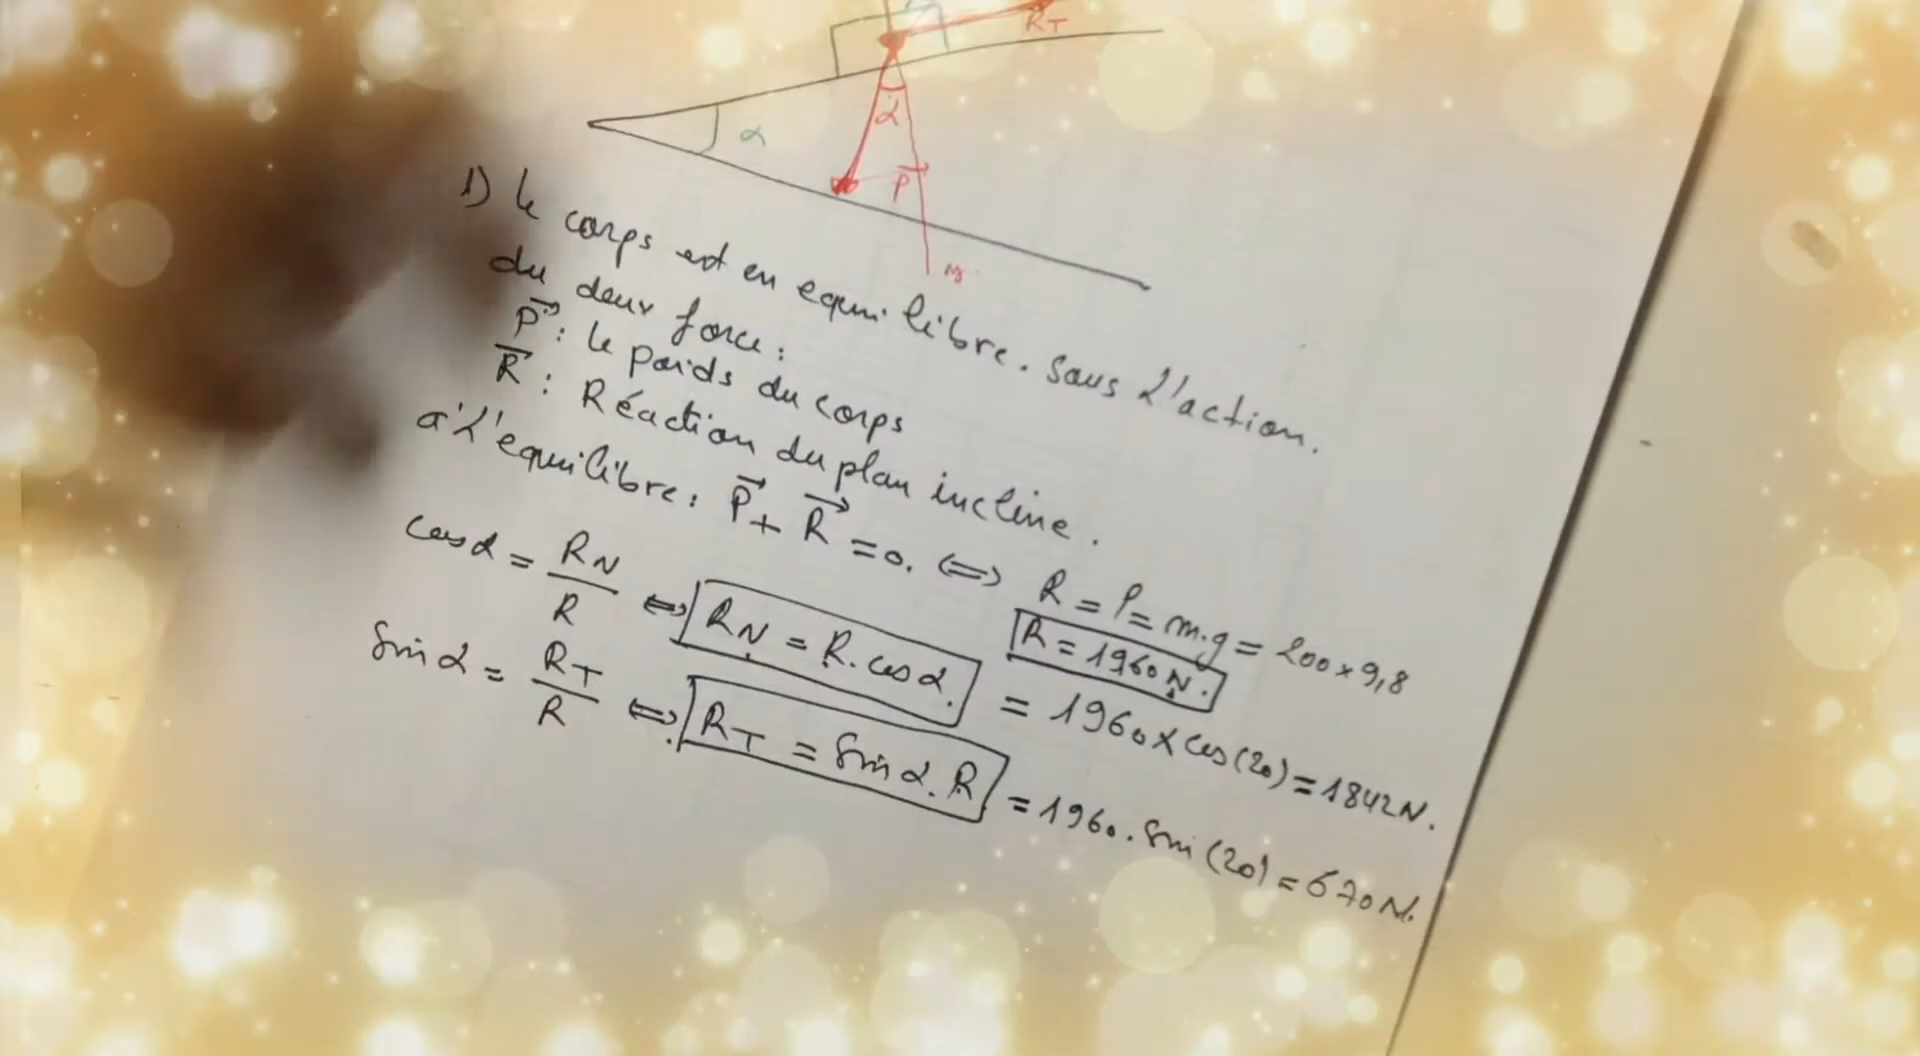 R_T
α
α
P⃗
1) Le corps est en equilibre. Sous l'action.
du deux force :
P⃗ : le poids du corps
R : Réaction du plan incline.
à l'equilibre : P⃗ + R⃗ = 0. ⟺ R = P = m.g = 200 x 9,8
R = 1960 N.
cos α = R_N / R ⟺ R_N = R. cos α. = 1960 x cos (20) = 1842 N.
Sin α = R_T / R ⟺ R_T = Sin α. R = 1960. Sin (20) = 670 N.